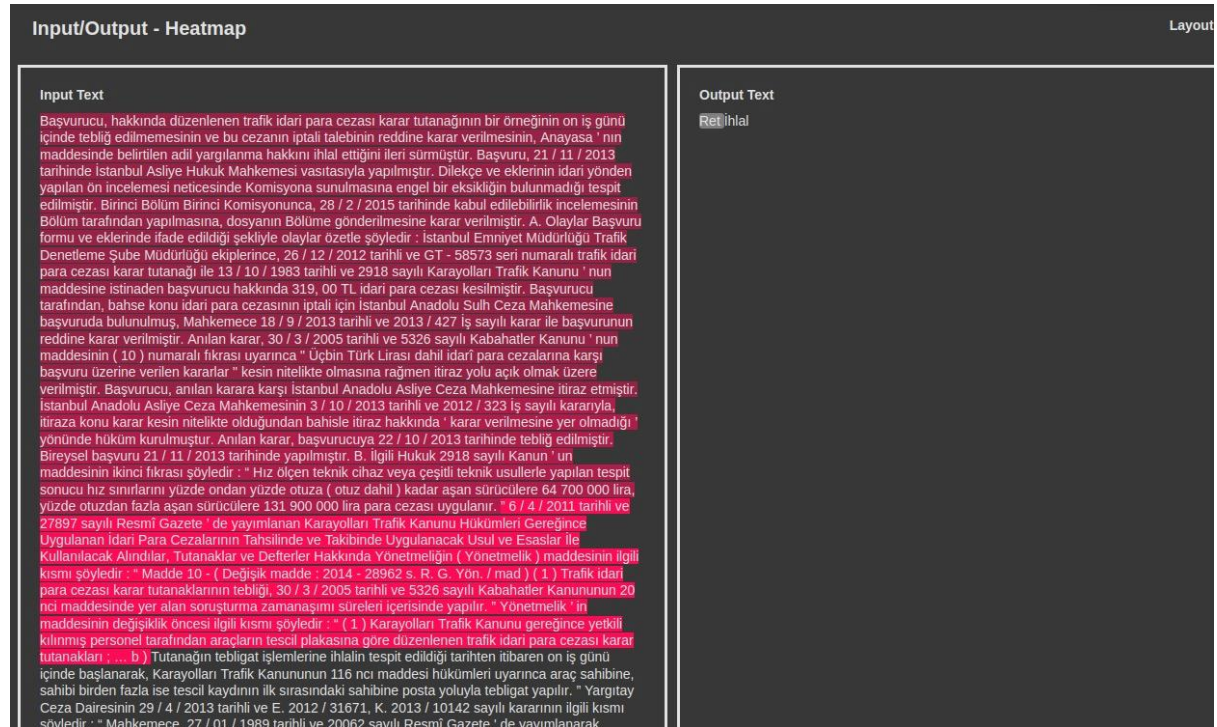 Input/Output - Heatmap
Layout
Input Text
Başvurucu, hakkında düzenlenen trafik idari para cezası karar tutanağının bir örneğinin on iş günü
içinde tebliğ edilmemesinin ve bu cezanın iptali talebinin reddine karar verilmesinin, Anayasa ’ nın
maddesinde belirtilen adil yargılanma hakkını ihlal ettiğini ileri sürmüştür. Başvuru, 21 / 11 / 2013
tarihinde İstanbul Asliye Hukuk Mahkemesi vasıtasıyla yapılmıştır. Dilekçe ve eklerinin idari yönden
yapılan ön incelemesi neticesinde Komisyona sunulmasına engel bir eksikliğin bulunmadığı tespit
edilmiştir. Birinci Bölüm Birinci Komisyonunca, 28 / 2 / 2015 tarihinde kabul edilebilirlik incelemesinin
Bölüm tarafından yapılmasına, dosyanın Bölüme gönderilmesine karar verilmiştir. A. Olaylar Başvuru
formu ve eklerinde ifade edildiği şekliyle olaylar özetle şöyledir : İstanbul Emniyet Müdürlüğü Trafik
Denetleme Şube Müdürlüğü ekiplerince, 26 / 12 / 2012 tarihli ve GT - 58573 seri numaralı trafik idari
para cezası karar tutanağı ile 13 / 10 / 1983 tarihli ve 2918 sayılı Karayolları Trafik Kanunu ’ nun
maddesine istinaden başvurucu hakkında 319, 00 TL idari para cezası kesilmiştir. Başvurucu
tarafından, bahse konu idari para cezasının iptali için İstanbul Anadolu Sulh Ceza Mahkemesine
başvuruda bulunulmuş, Mahkemece 18 / 9 / 2013 tarihli ve 2013 / 427 İş sayılı karar ile başvurunun
reddine karar verilmiştir. Anılan karar, 30 / 3 / 2005 tarihli ve 5326 sayılı Kabahatler Kanunu ’ nun
maddesinin ( 10 ) numaralı fıkrası uyarınca " Üçbin Türk Lirası dahil idarî para cezalarına karşı
başvuru üzerine verilen kararlar " kesin nitelikte olmasına rağmen itiraz yolu açık olmak üzere
verilmiştir. Başvurucu, anılan karara karşı İstanbul Anadolu Asliye Ceza Mahkemesine itiraz etmiştir.
İstanbul Anadolu Asliye Ceza Mahkemesinin 3 / 10 / 2013 tarihli ve 2012 / 323 İş sayılı kararıyla,
itiraza konu karar kesin nitelikte olduğundan bahisle itiraz hakkında ‘ karar verilmesine yer olmadığı ’
yönünde hüküm kurulmuştur. Anılan karar, başvurucuya 22 / 10 / 2013 tarihinde tebliğ edilmiştir.
Bireysel başvuru 21 / 11 / 2013 tarihinde yapılmıştır. B. İlgili Hukuk 2918 sayılı Kanun ’ un
maddesinin ikinci fıkrası şöyledir : “ Hız ölçen teknik cihaz veya çeşitli teknik usullerle yapılan tespit
sonucu hız sınırlarını yüzde ondan yüzde otuza ( otuz dahil ) kadar aşan sürücülere 64 700 000 lira,
yüzde otuzdan fazla aşan sürücülere 131 900 000 lira para cezası uygulanır. ” 6 / 4 / 2011 tarihli ve
27897 sayılı Resmî Gazete ’ de yayımlanan Karayolları Trafik Kanunu Hükümleri Gereğince
Uygulanan İdari Para Cezalarının Tahsilinde ve Takibinde Uygulanacak Usul ve Esaslar İle
Kullanılacak Alındılar, Tutanaklar ve Defterler Hakkında Yönetmeliğin ( Yönetmelik ) maddesinin ilgili
kısmı şöyledir : “ Madde 10 - ( Değişik madde : 2014 - 28962 s. R. G. Yön. / mad ) ( 1 ) Trafik idari
para cezası karar tutanaklarının tebliği, 30 / 3 / 2005 tarihli ve 5326 sayılı Kabahatler Kanununun 20
nci maddesinde yer alan soruşturma zamanaşımı süreleri içerisinde yapılır. ” Yönetmelik ’ in
maddesinin değişiklik öncesi ilgili kısmı şöyledir : “ ( 1 ) Karayolları Trafik Kanunu gereğince yetkili
kılınmış personel tarafından araçların tescil plakasına göre düzenlenen trafik idari para cezası karar
tutanakları ; … b ) Tutanağın tebligat işlemlerine ihlalin tespit edildiği tarihten itibaren on iş günü
içinde başlanarak, Karayolları Trafik Kanununun 116 ncı maddesi hükümleri uyarınca araç sahibine,
sahibi birden fazla ise tescil kaydının ilk sırasındaki sahibine posta yoluyla tebligat yapılır. ” Yargıtay
Ceza Dairesinin 29 / 4 / 2013 tarihli ve E. 2012 / 31671, K. 2013 / 10142 sayılı kararının ilgili kısmı
şöyledir : “ Mahkemece, 27 / 01 / 1989 tarihli ve 20062 sayılı Resmî Gazete ’ de yayımlanarak
Output Text
Ret İhlal